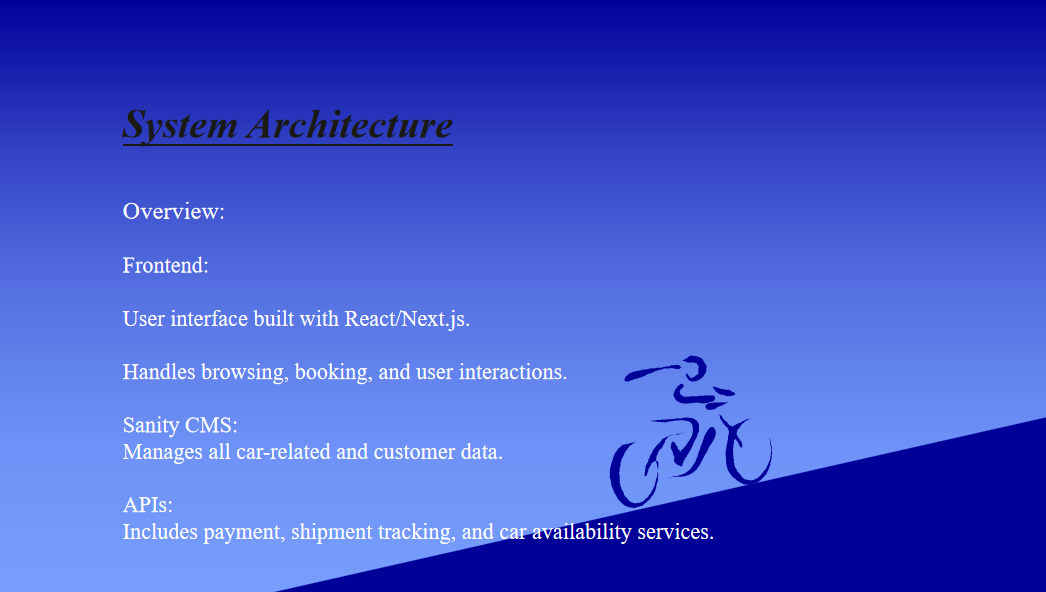 System Architecture
Overview:
Frontend:
User interface built with React/Next.js.
Handles browsing, booking, and user interactions.
Sanity CMS:
Manages all car-related and customer data.
APIs:
Includes payment, shipment tracking, and car availability services.